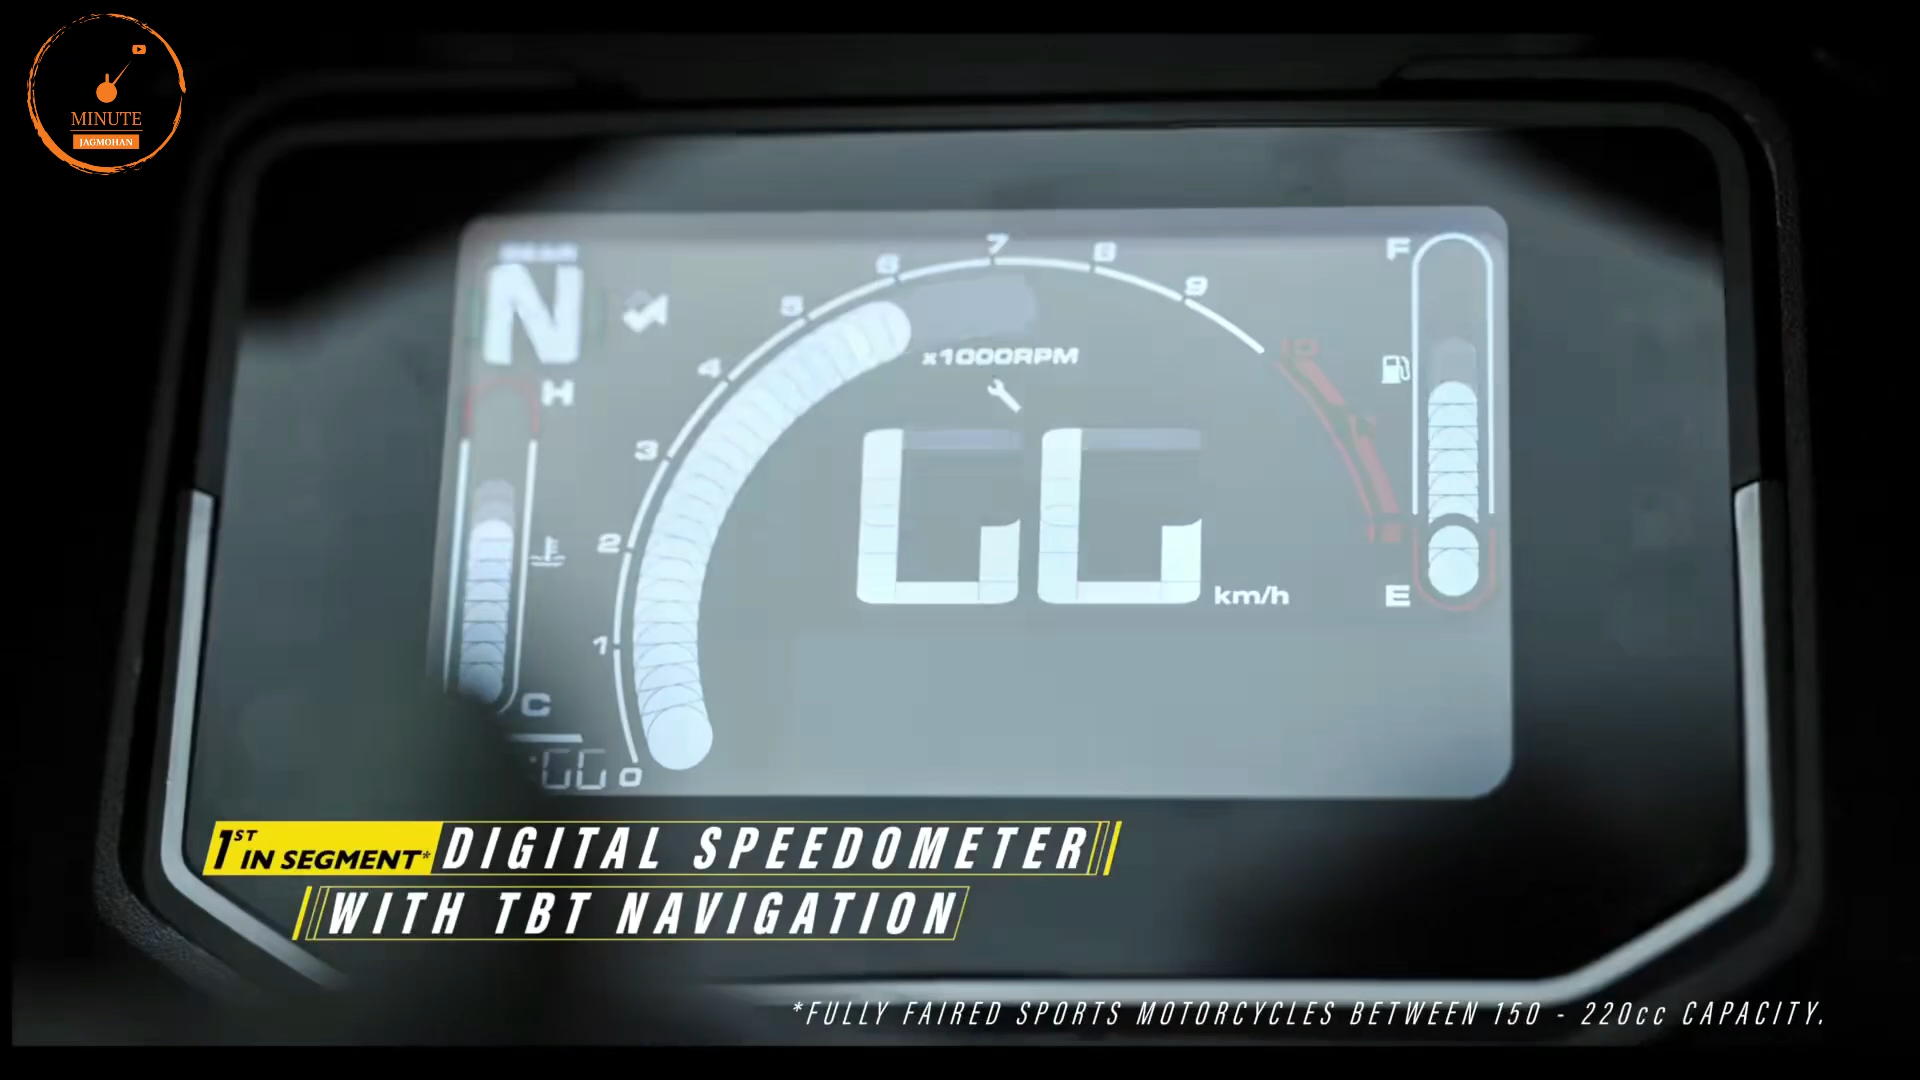 MINUTE
JAGMOHAN
N
H
C
0
1
2
3
4
5
6
7
8
9
10
x1000RPM
km/h
F
E
1ST IN SEGMENT* DIGITAL SPEEDOMETER
WITH TBT NAVIGATION
*FULLY FAIRED SPORTS MOTORCYCLES BETWEEN 150 - 220cc CAPACITY.